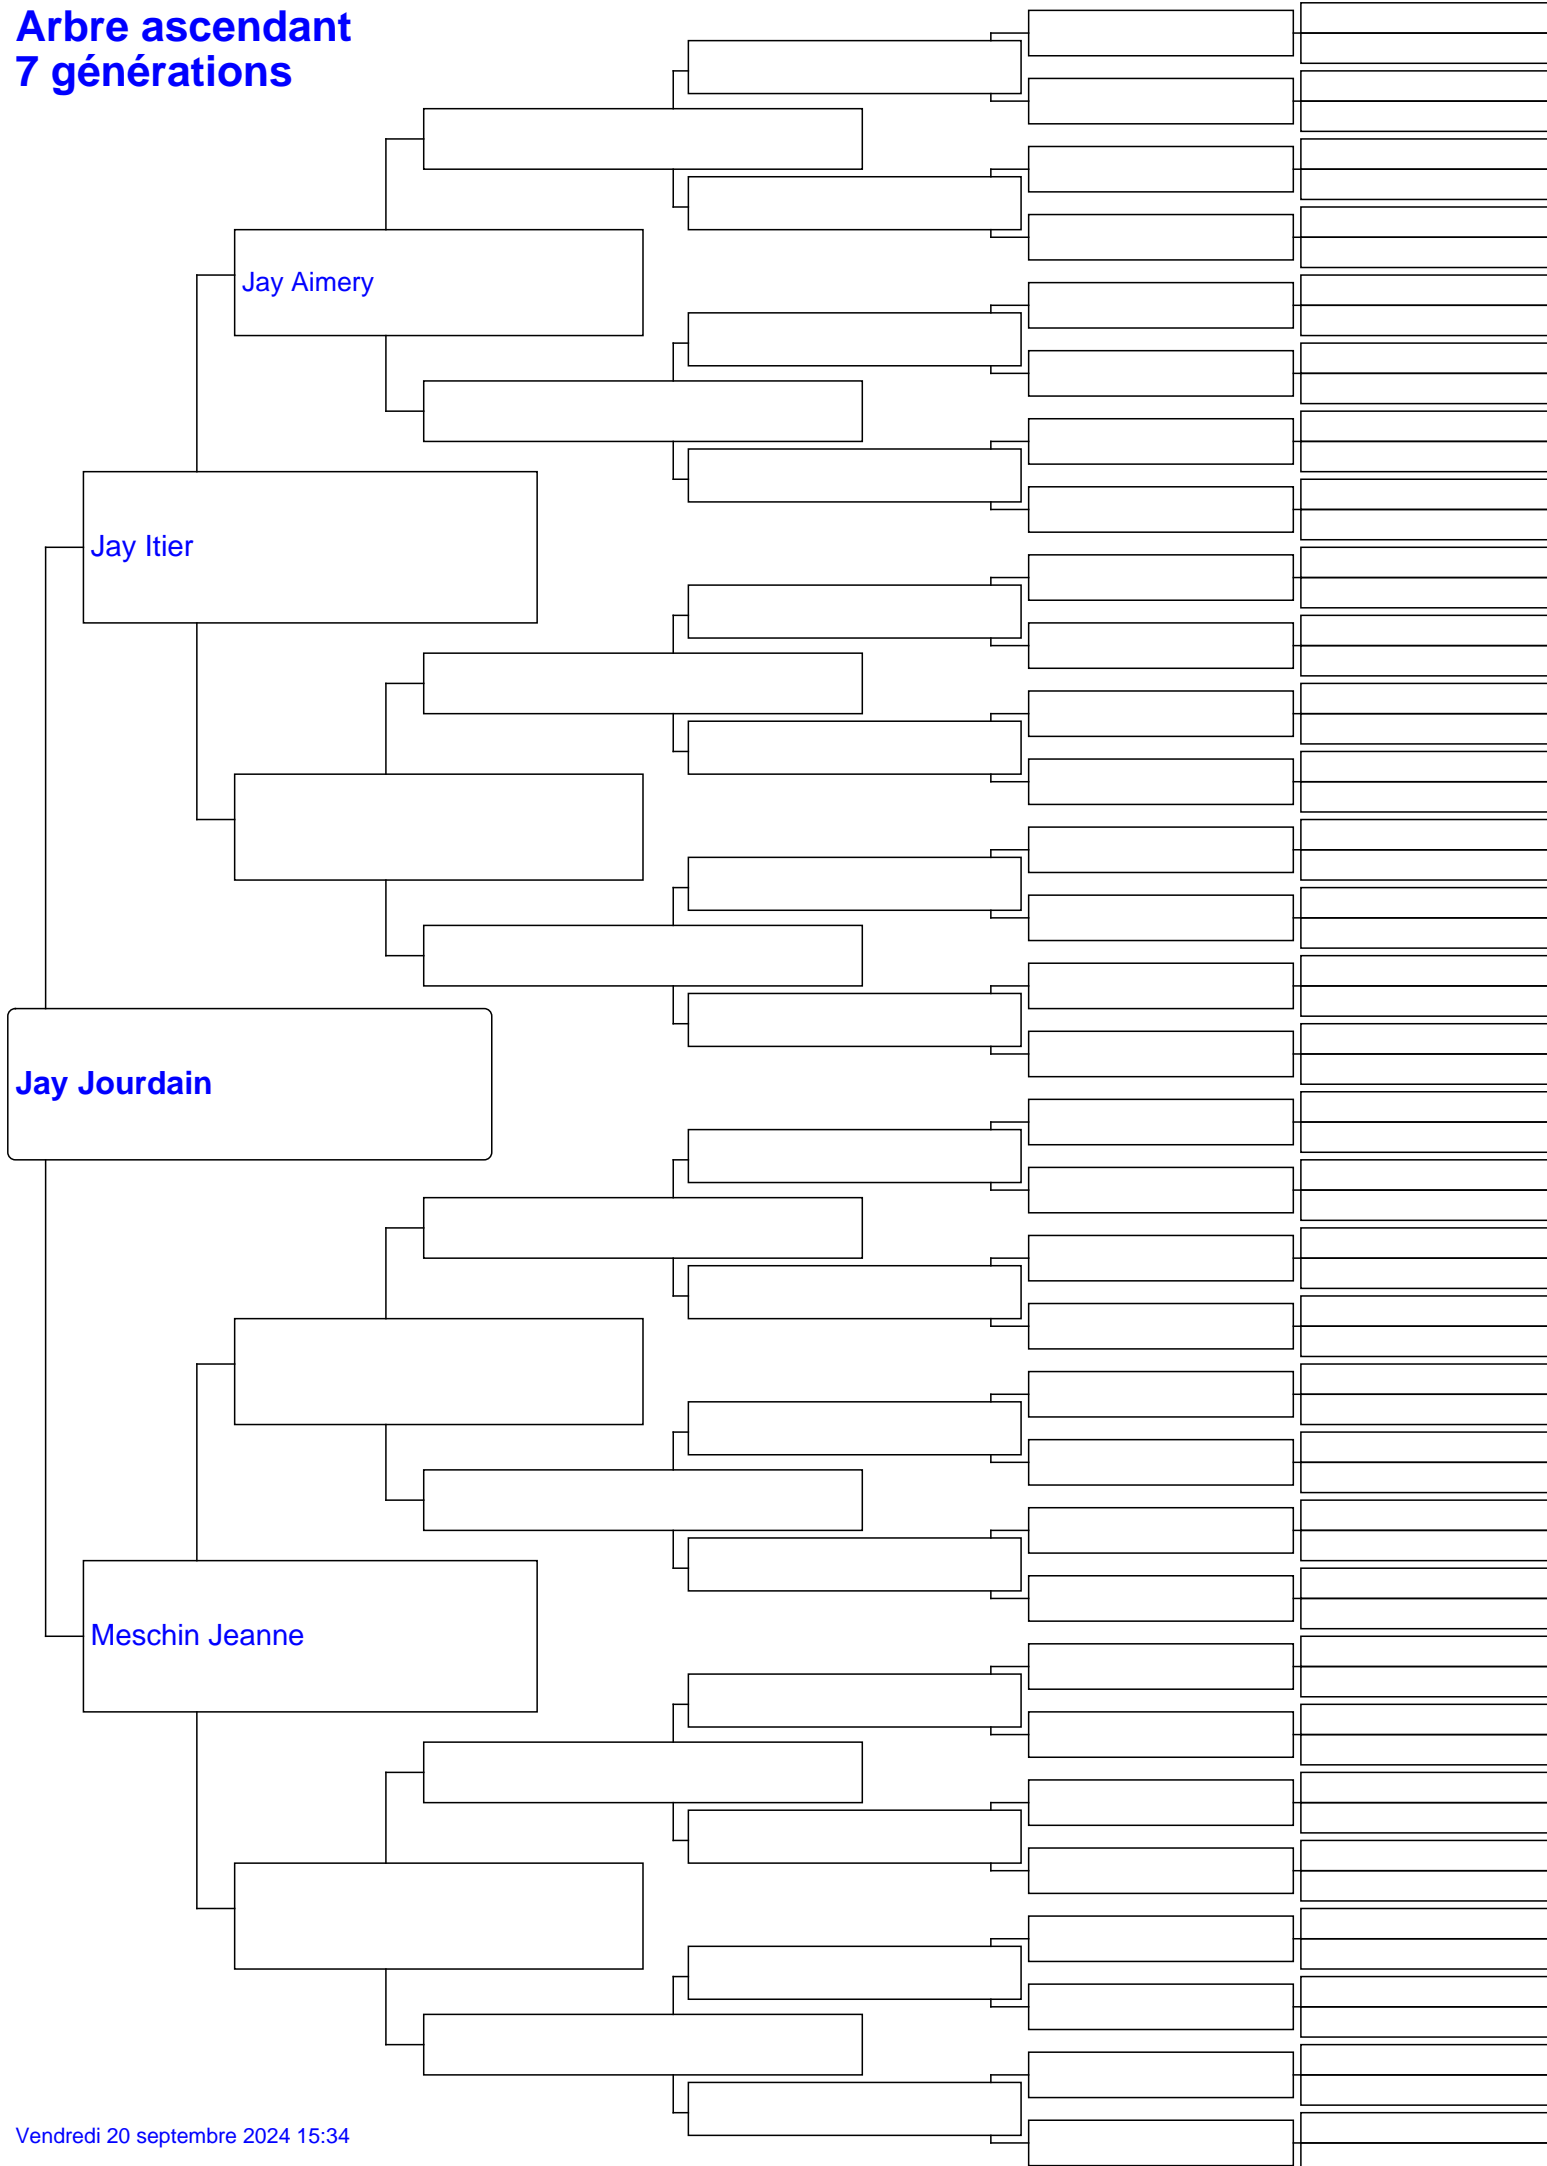 Arbre ascendant
7 générations
Jay Aimery
Jay Itier
Jay Jourdain
Meschin Jeanne
Vendredi 20 septembre 2024 15:34